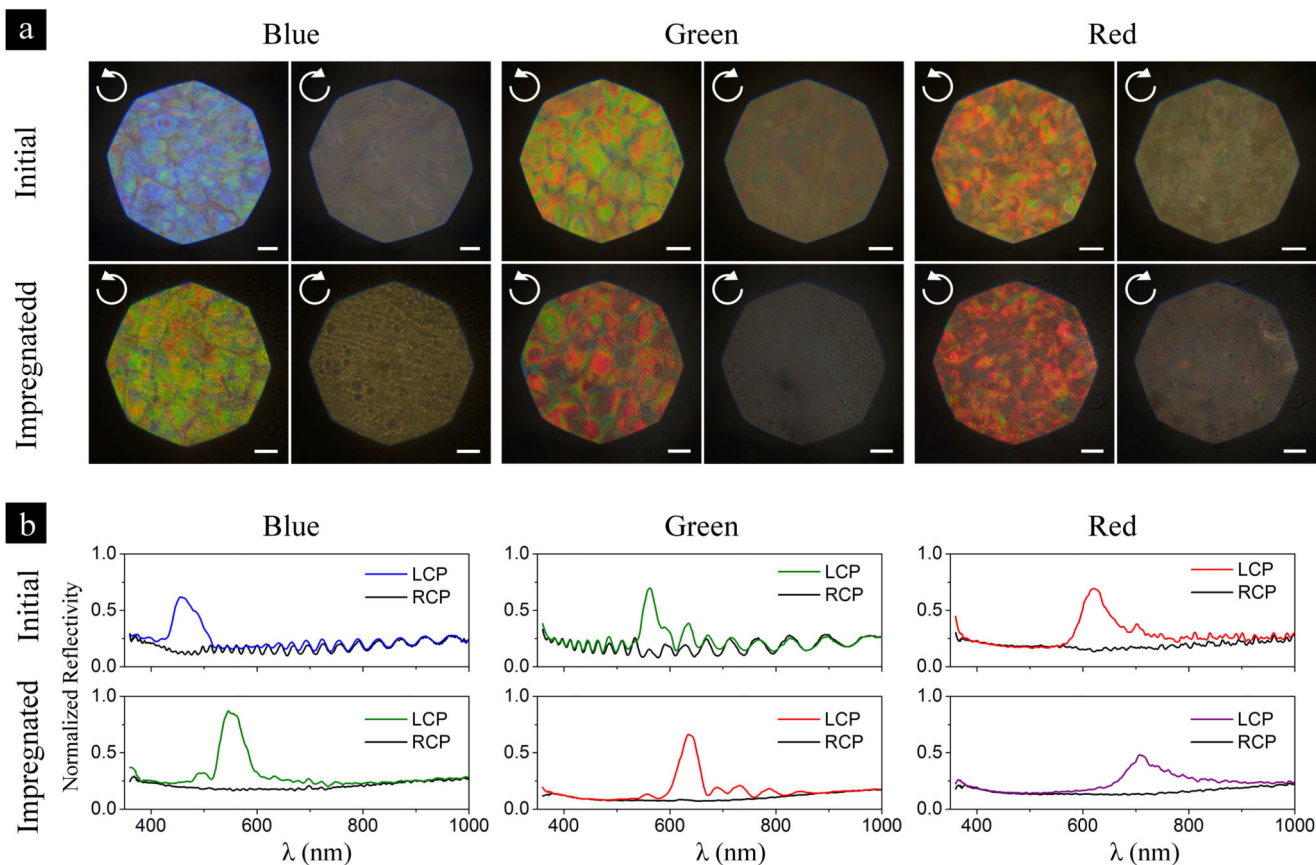 a
Blue Green Red
Initial
Impregnatedd
b
Blue Green Red
Initial
Impregnated
Normalized Reflectivity
1.0
0.5
0.0
LCP
RCP
1.0
0.5
0.0
LCP
RCP
1.0
0.5
0.0
LCP
RCP
1.0
0.5
0.0
LCP
RCP
1.0
0.5
0.0
LCP
RCP
1.0
0.5
0.0
LCP
RCP
400 600 800 1000
400 600 800 1000
400 600 800 1000
λ (nm) λ (nm) λ (nm)